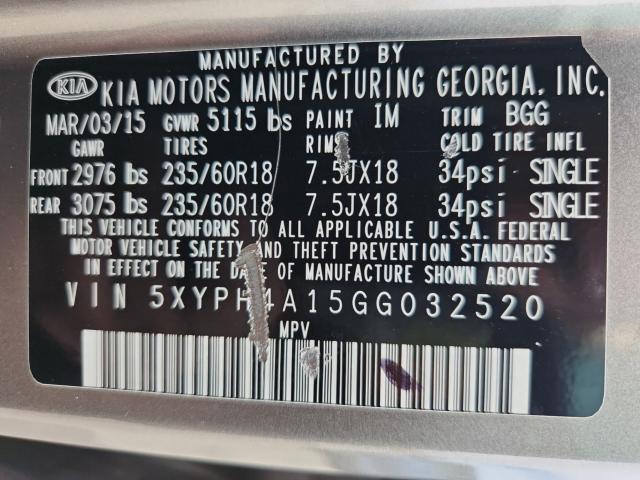 MANUFACTURED BY
KIA KIA MOTORS MANUFACTURING GEORGIA, INC.
MAR/03/15 GVWR 5115 lbs PAINT IM TRIM BGG
GAWR TIRES RIMS COLD TIRE INFL
FRONT 2976 lbs 235/60R18 7.5JX18 34psi SINGLE
REAR 3075 lbs 235/60R18 7.5JX18 34psi SINGLE
THIS VEHICLE CONFORMS TO ALL APPLICABLE U.S.A. FEDERAL
MOTOR VEHICLE SAFETY AND THEFT PREVENTION STANDARDS
IN EFFECT ON THE DATE OF MANUFACTURE SHOWN ABOVE
VIN 5XYPH4A15GG032520
MPV